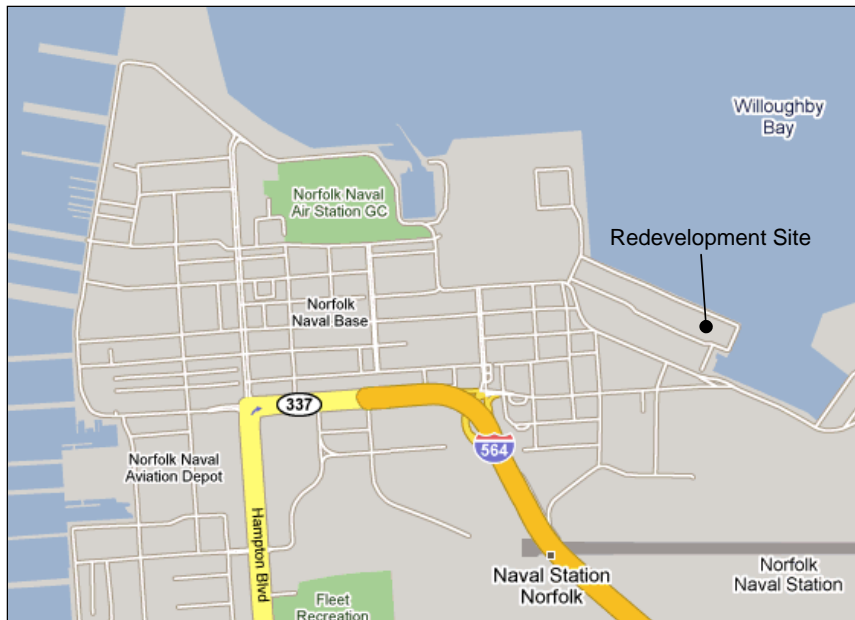 Willoughby
Bay
Norfolk Naval
Air Station GC
Redevelopment Site
Norfolk
Naval Base
337
564
Norfolk Naval
Aviation Depot
Hampton Blvd
Naval Station
Norfolk
Norfolk
Naval Station
Fleet
Recreation